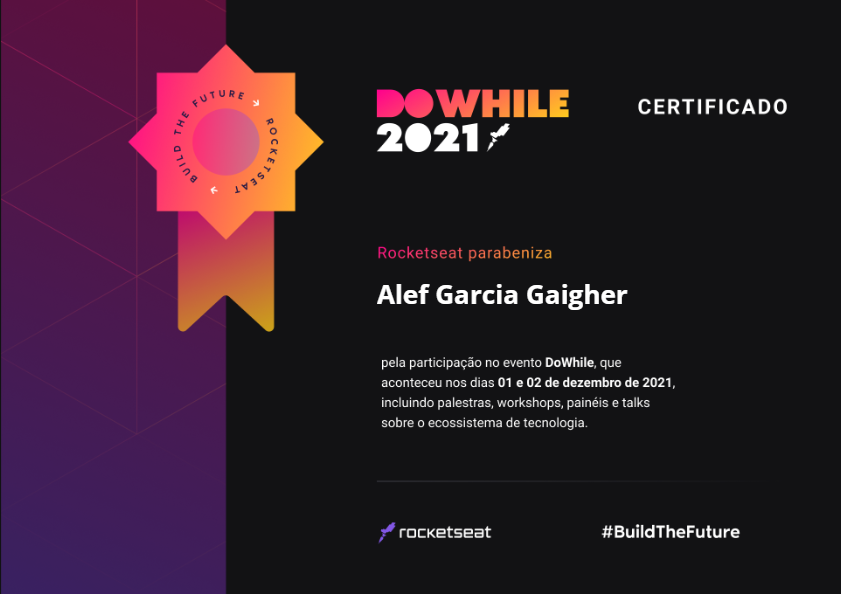 BUILD THE FUTURE → ROCKETSEAT →
DOWHILE
2021
CERTIFICADO
Rocketseat parabeniza
Alef Garcia Gaigher
pela participação no evento DoWhile, que
aconteceu nos dias 01 e 02 de dezembro de 2021,
incluindo palestras, workshops, painéis e talks
sobre o ecossistema de tecnologia.
rocketseat
#BuildTheFuture